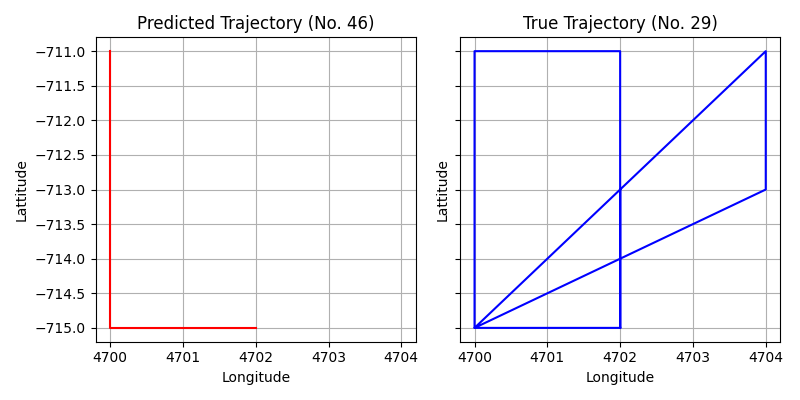 Predicted Trajectory (No. 46)
True Trajectory (No. 29)
Lattitude
−711.0
−711.5
−712.0
−712.5
−713.0
−713.5
−714.0
−714.5
−715.0
4700 4701 4702 4703 4704
Longitude
Lattitude
4700 4701 4702 4703 4704
Longitude